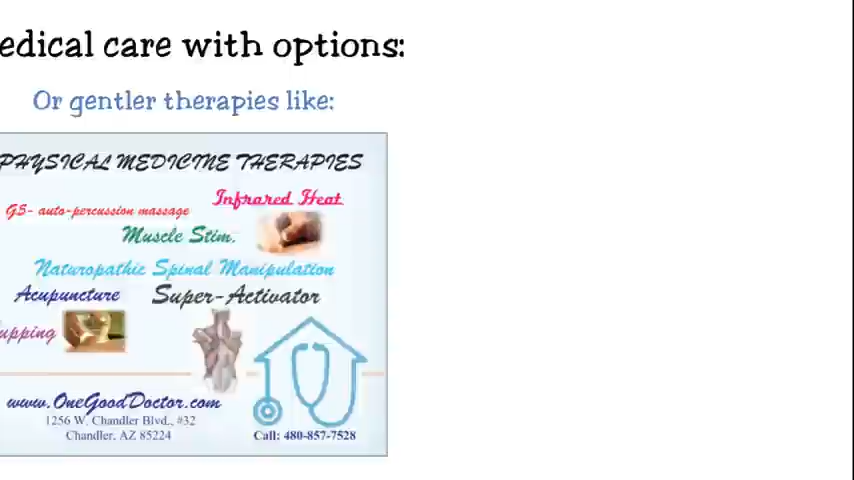 edical care with options:
Or gentler therapies like:
PHYSICAL MEDICINE THERAPIES
Infrared Heat
G5- auto-percussion massage
Muscle Stim.
Naturopathic Spinal Manipulation
Acupuncture Super-Activator
upping
www.OneGoodDoctor.com
1256 W. Chandler Blvd., #32
Chandler, AZ 85224
Call: 480-857-7528